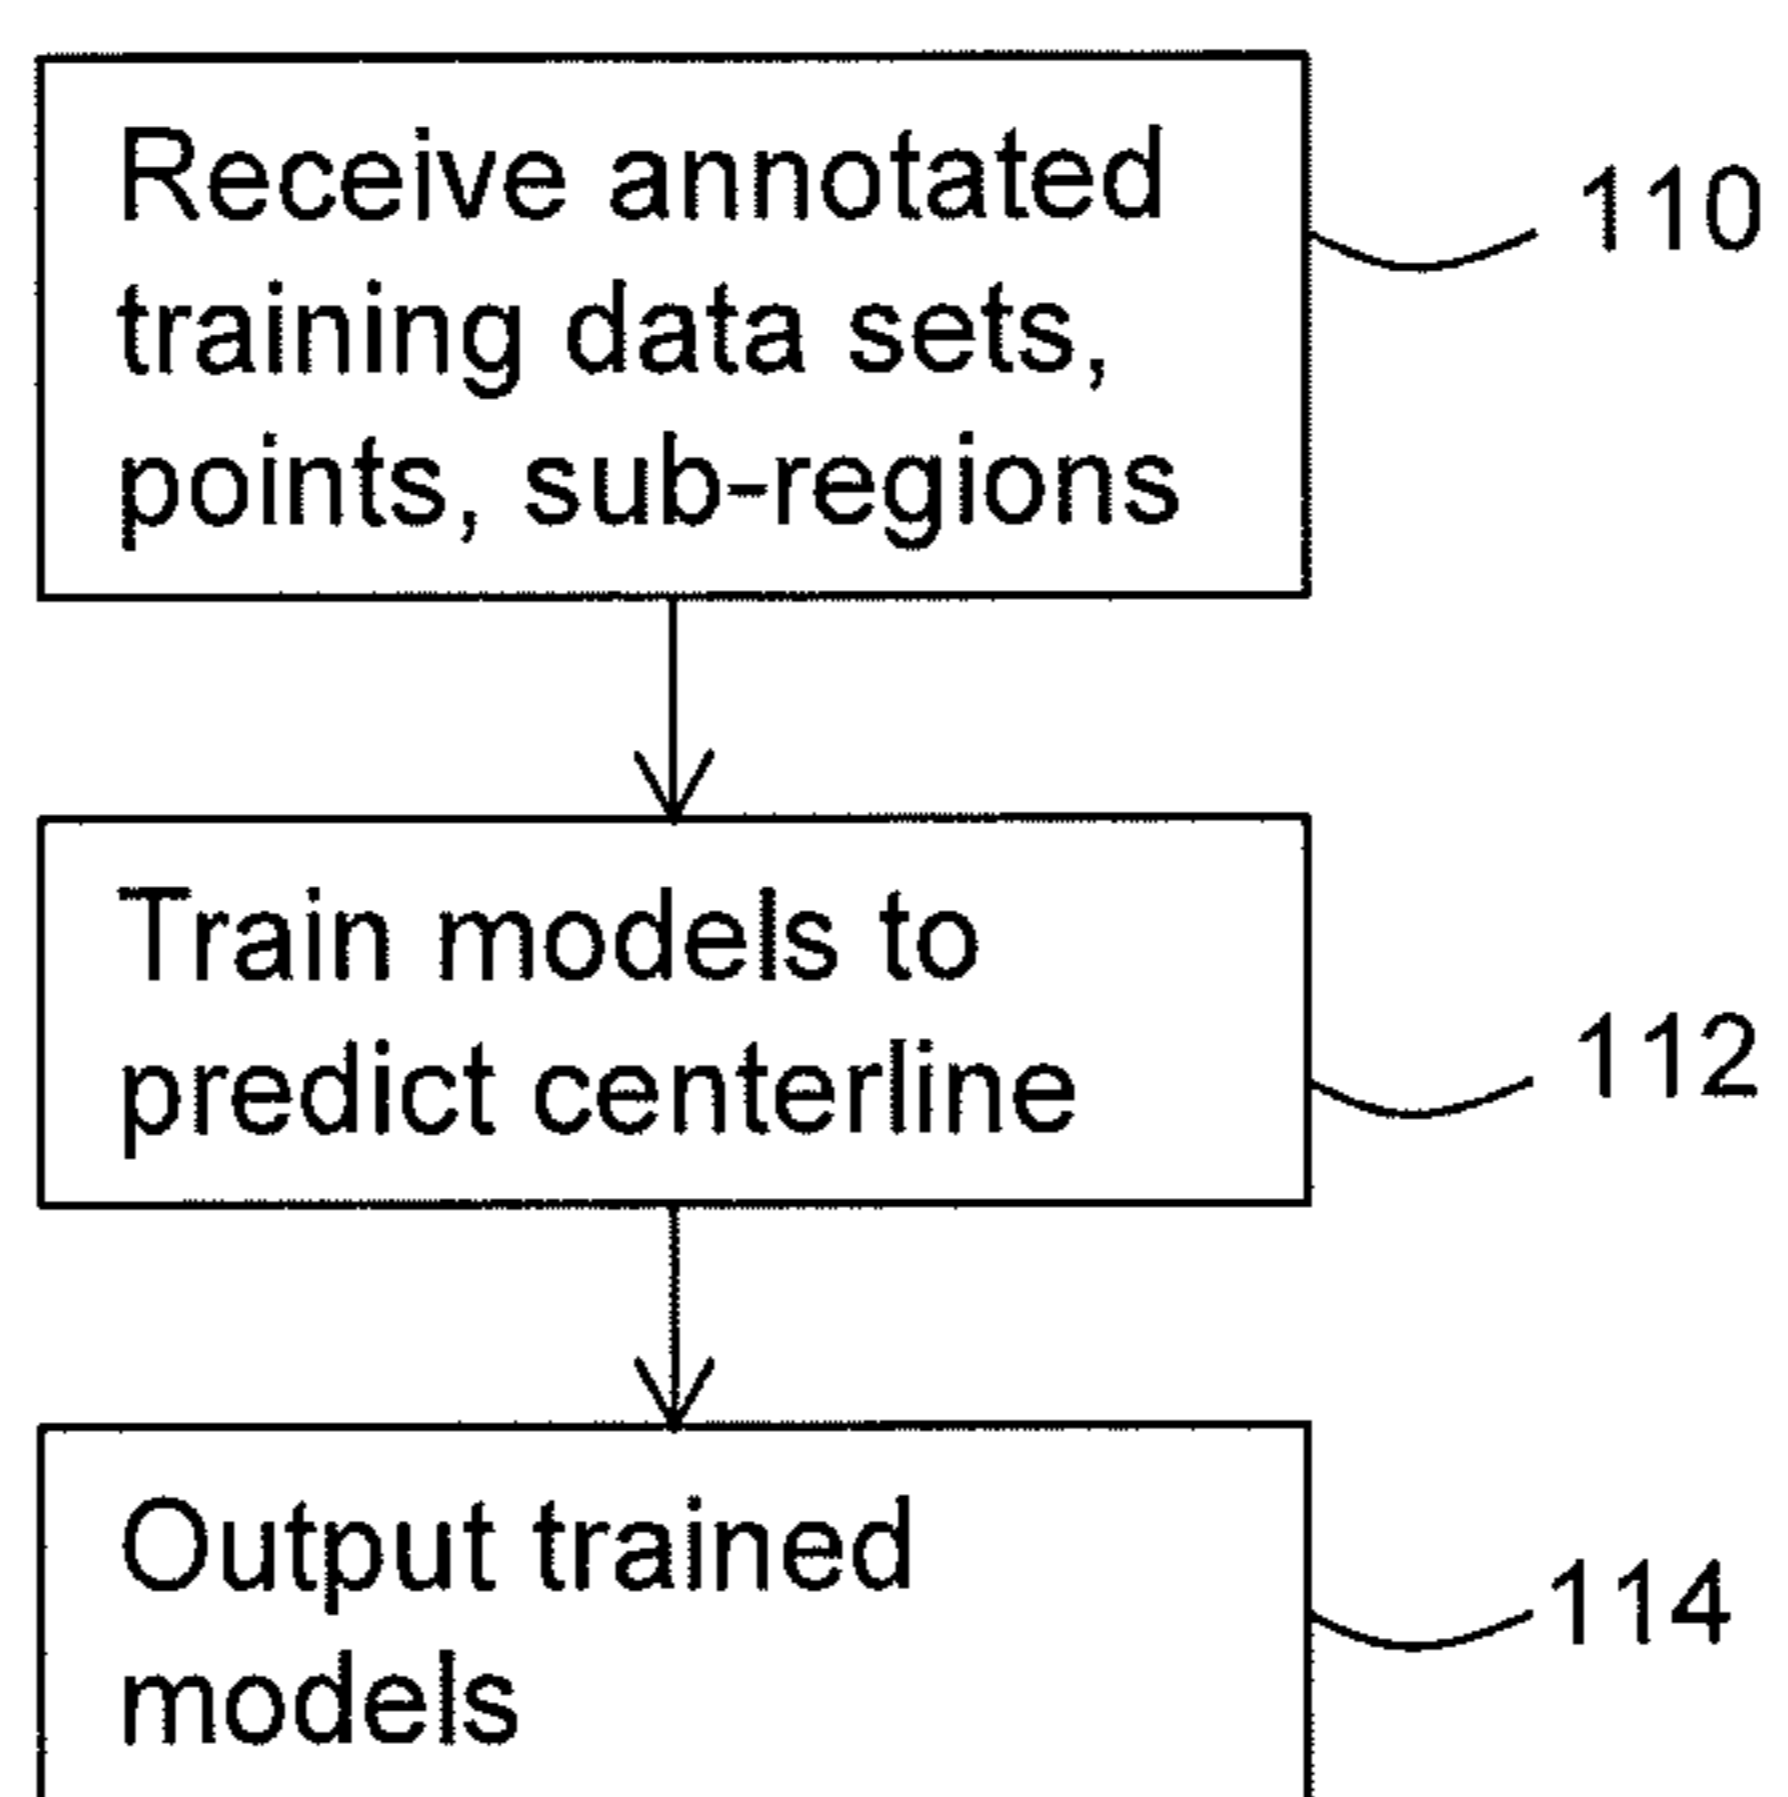 Receive annotated
training data sets,
points, sub-regions
110
Train models to
predict centerline
112
Output trained
models
114